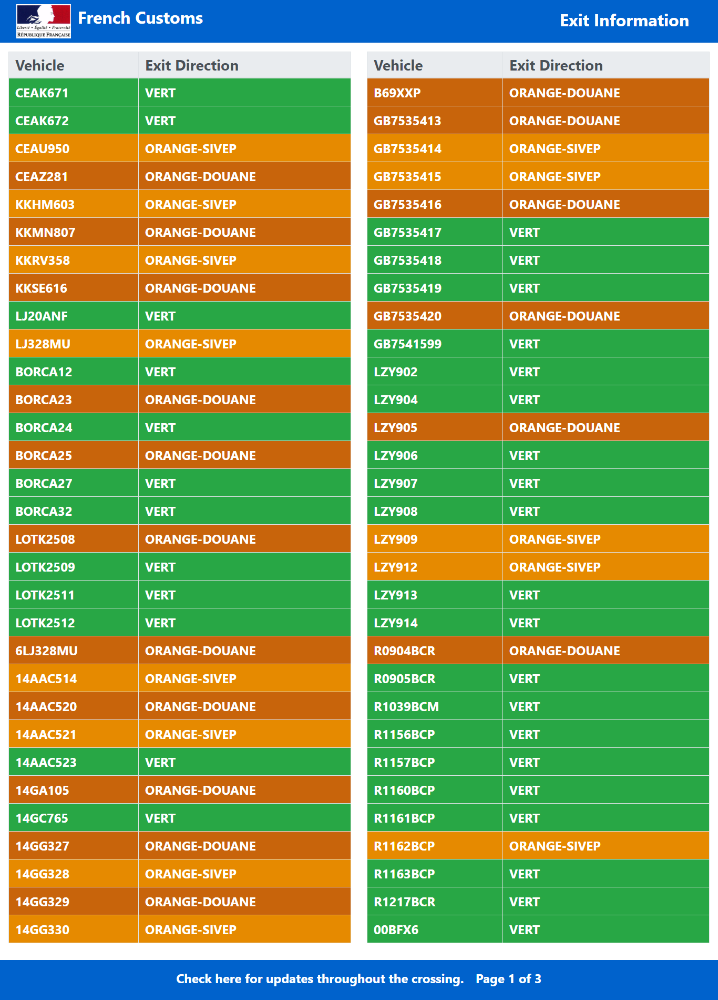 Liberté • Égalité • Fraternité
RÉPUBLIQUE FRANÇAISE
French Customs
Exit Information
Vehicle Exit Direction
CEAK671 VERT
CEAK672 VERT
CEAU950 ORANGE-SIVEP
CEAZ281 ORANGE-DOUANE
KKHM603 ORANGE-SIVEP
KKMN807 ORANGE-DOUANE
KKRV358 ORANGE-SIVEP
KKSE616 ORANGE-DOUANE
LJ20ANF VERT
LJ328MU ORANGE-SIVEP
BORCA12 VERT
BORCA23 ORANGE-DOUANE
BORCA24 VERT
BORCA25 ORANGE-DOUANE
BORCA27 VERT
BORCA32 VERT
LOTK2508 ORANGE-DOUANE
LOTK2509 VERT
LOTK2511 VERT
LOTK2512 VERT
6LJ328MU ORANGE-DOUANE
14AAC514 ORANGE-SIVEP
14AAC520 ORANGE-DOUANE
14AAC521 ORANGE-SIVEP
14AAC523 VERT
14GA105 ORANGE-DOUANE
14GC765 VERT
14GG327 ORANGE-DOUANE
14GG328 ORANGE-SIVEP
14GG329 ORANGE-DOUANE
14GG330 ORANGE-SIVEP
Vehicle Exit Direction
B69XXP ORANGE-DOUANE
GB7535413 ORANGE-DOUANE
GB7535414 ORANGE-SIVEP
GB7535415 ORANGE-SIVEP
GB7535416 ORANGE-DOUANE
GB7535417 VERT
GB7535418 VERT
GB7535419 VERT
GB7535420 ORANGE-DOUANE
GB7541599 VERT
LZY902 VERT
LZY904 VERT
LZY905 ORANGE-DOUANE
LZY906 VERT
LZY907 VERT
LZY908 VERT
LZY909 ORANGE-SIVEP
LZY912 ORANGE-SIVEP
LZY913 VERT
LZY914 VERT
R0904BCR ORANGE-DOUANE
R0905BCR VERT
R1039BCM VERT
R1156BCP VERT
R1157BCP VERT
R1160BCP VERT
R1161BCP VERT
R1162BCP ORANGE-SIVEP
R1163BCP VERT
R1217BCR VERT
00BFX6 VERT
Check here for updates throughout the crossing. Page 1 of 3